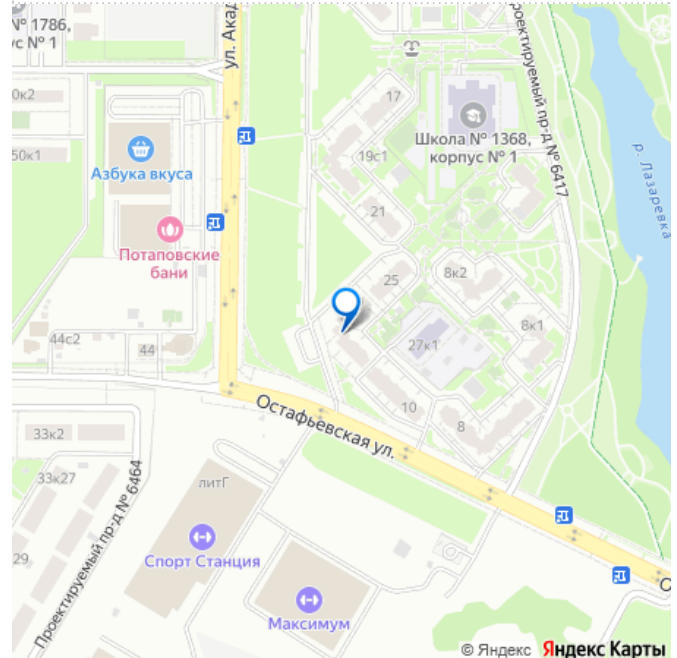 № 1786,
ус № 1
ул. Акад
роектируемый пр-д № 6417
0к2
50к1
Азбука вкуса
Потаповские
бани
17
19с1
21
Школа № 1368,
корпус № 1
р. Лазаревка
25
8к2
8к1
27к1
44с2
44
10
8
Остафьевская ул.
33к2
33к27
29
Проектируемый пр-д № 6464
литГ
Спорт Станция
Максимум
О
© Яндекс Яндекс Карты